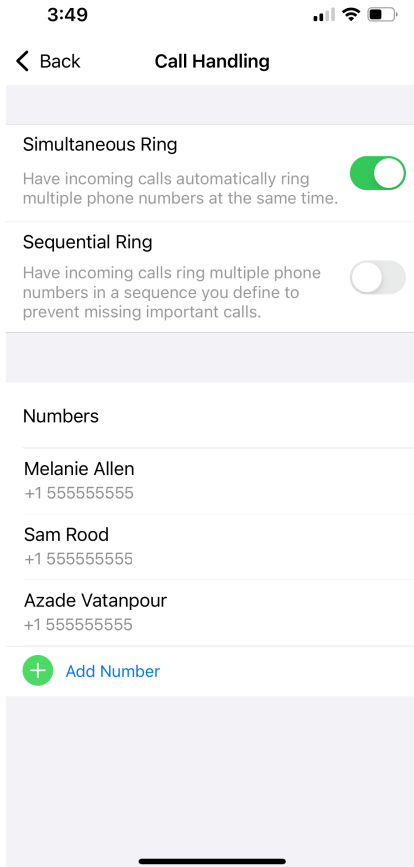 3:49
Back
Call Handling
Simultaneous Ring
Have incoming calls automatically ring
multiple phone numbers at the same time.
Sequential Ring
Have incoming calls ring multiple phone
numbers in a sequence you define to
prevent missing important calls.
Numbers
Melanie Allen
+1 555555555
Sam Rood
+1 555555555
Azade Vatanpour
+1 555555555
Add Number